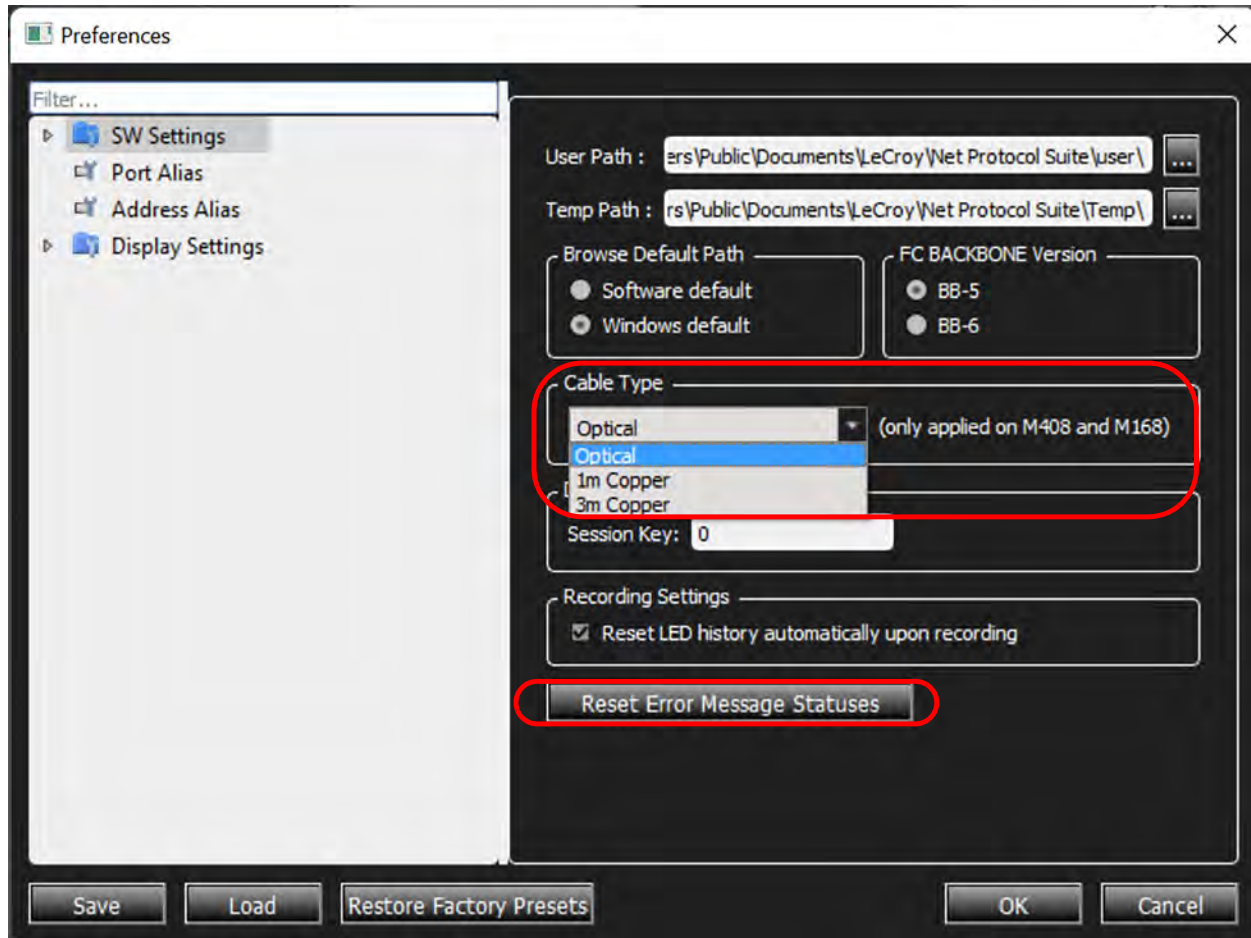 Preferences
Filter...
SW Settings
Port Alias
Address Alias
Display Settings
User Path : ers\Public\Documents\LeCroy\Net Protocol Suite\user\ ...
Temp Path : rs\Public\Documents\LeCroy\Net Protocol Suite\Temp\ ...
Browse Default Path
Software default
Windows default
FC BACKBONE Version
BB-5
BB-6
Cable Type
Optical (only applied on M408 and M168)
Optical
1m Copper
3m Copper
Session Key: 0
Recording Settings
Reset LED history automatically upon recording
Reset Error Message Statuses
Save Load Restore Factory Presets OK Cancel